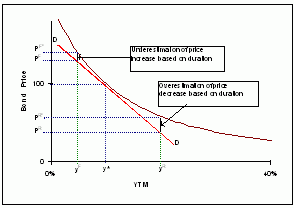 D
Underestimation of price
increase based on duration
Overestimation of price
decrease based on duration
Bond Price
100
0
D
0%
y*
40%
YTM